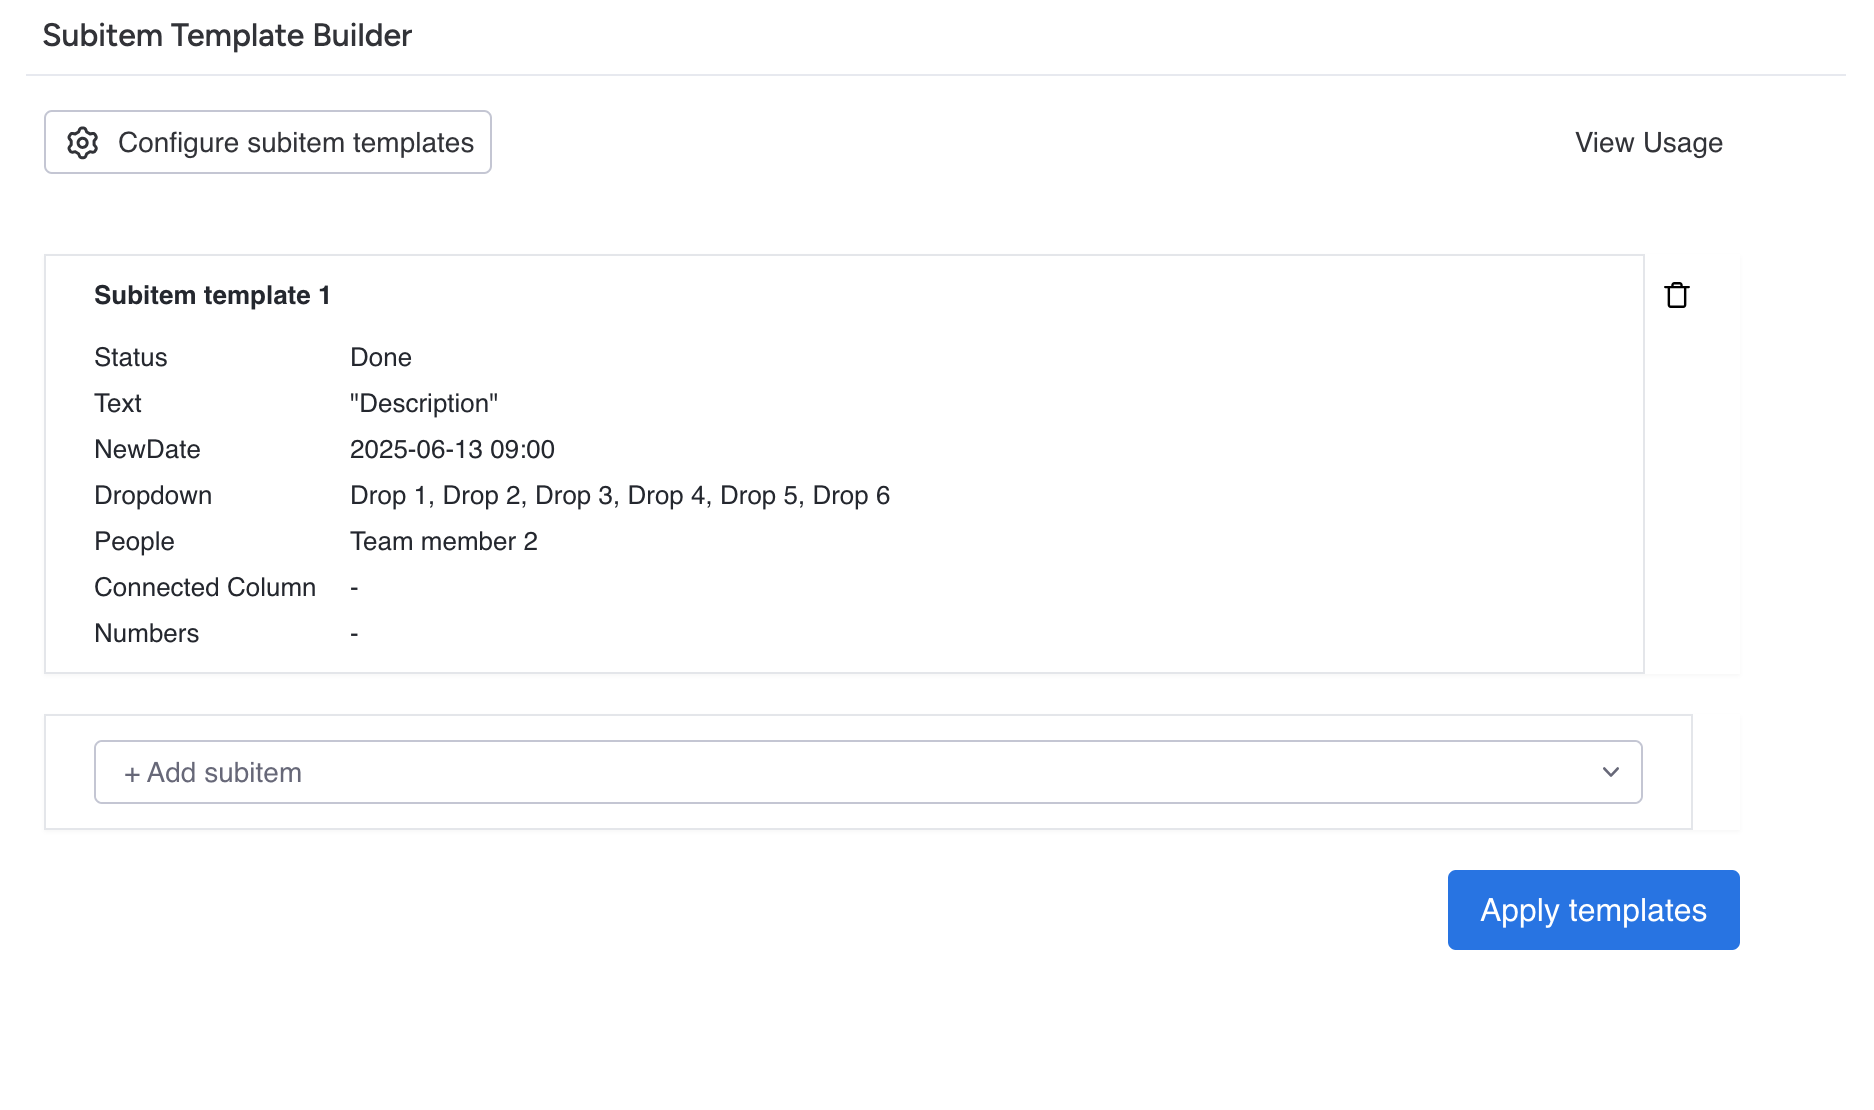 Subitem Template Builder
Configure subitem templates
View Usage
Subitem template 1
Status Done
Text "Description"
NewDate 2025-06-13 09:00
Dropdown Drop 1, Drop 2, Drop 3, Drop 4, Drop 5, Drop 6
People Team member 2
Connected Column -
Numbers -
+ Add subitem
Apply templates